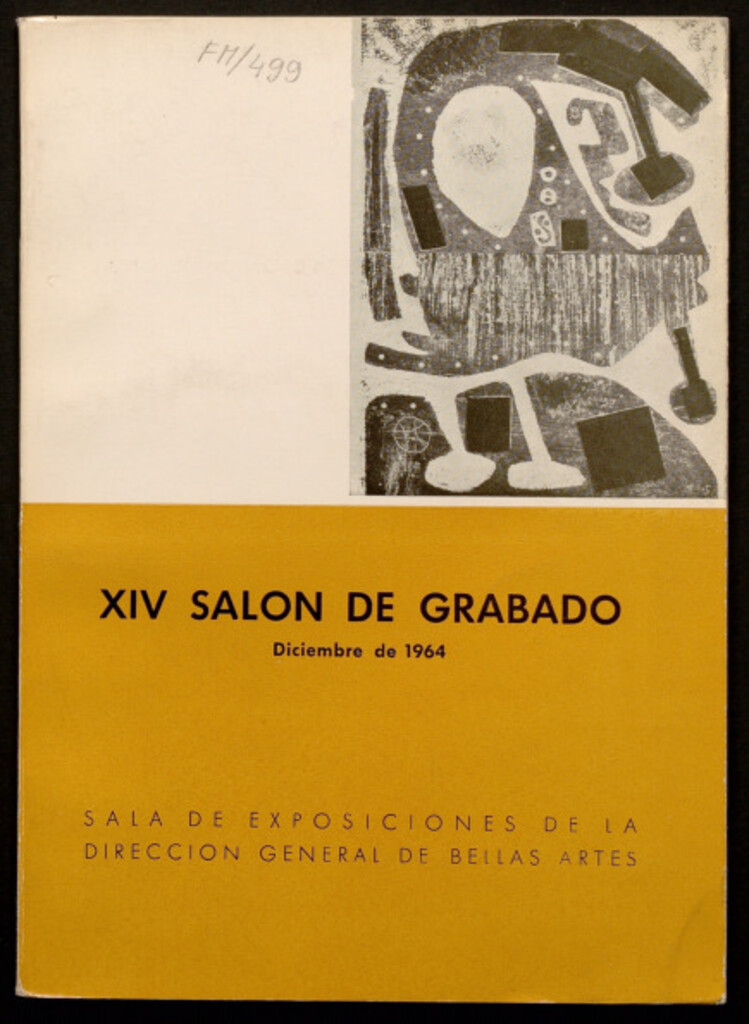 FM/499
XIV SALON DE GRABADO
Diciembre de 1964
SALA DE EXPOSICIONES DE LA
DIRECCION GENERAL DE BELLAS ARTES